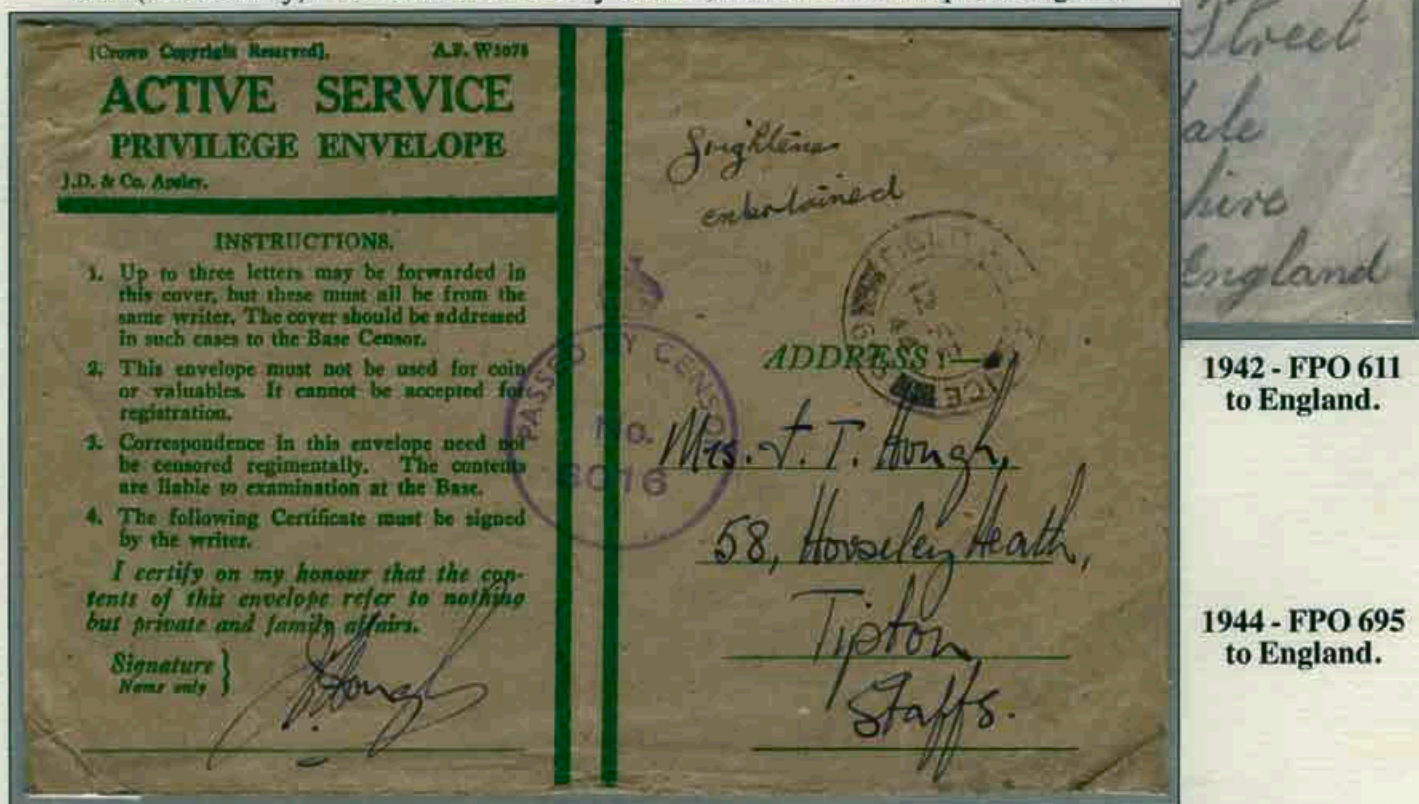 [Crown Copyright Reserved]. A.F. W3078
ACTIVE SERVICE
PRIVILEGE ENVELOPE
J.D. & Co. Apsley.
INSTRUCTIONS.
1. Up to three letters may be forwarded in
this cover, but these must all be from the
same writer. The cover should be addressed
in such cases to the Base Censor.
2. This envelope must not be used for coin
or valuables. It cannot be accepted for
registration.
3. Correspondence in this envelope need not
be censored regimentally. The contents
are liable to examination at the Base.
4. The following Certificate must be signed
by the writer.
I certify on my honour that the con-
tents of this envelope refer to nothing
but private and family affairs.
Signature }
Name only
Hough
PASSED BY CENSOR
No.
6016
entertained
ADDRESS :—
Mrs. J. T. Hough,
58, Horseley Heath,
Tipton,
Staffs.
Street
ale
hire
England
1942 - FPO 611
to England.
1944 - FPO 695
to England.